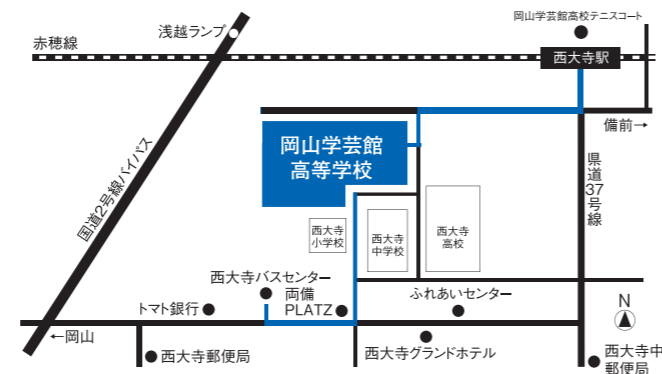 岡山学芸館高校テニスコート
浅越ランプ
赤穂線
西大寺駅
備前→
岡山学芸館
高等学校
国道2号線バイパス
県道37号線
西大寺
小学校
西大寺
中学校
西大寺
高校
西大寺バスセンター
両備
PLATZ
トマト銀行
ふれあいセンター
N
←岡山
西大寺郵便局
西大寺グランドホテル
西大寺中
郵便局